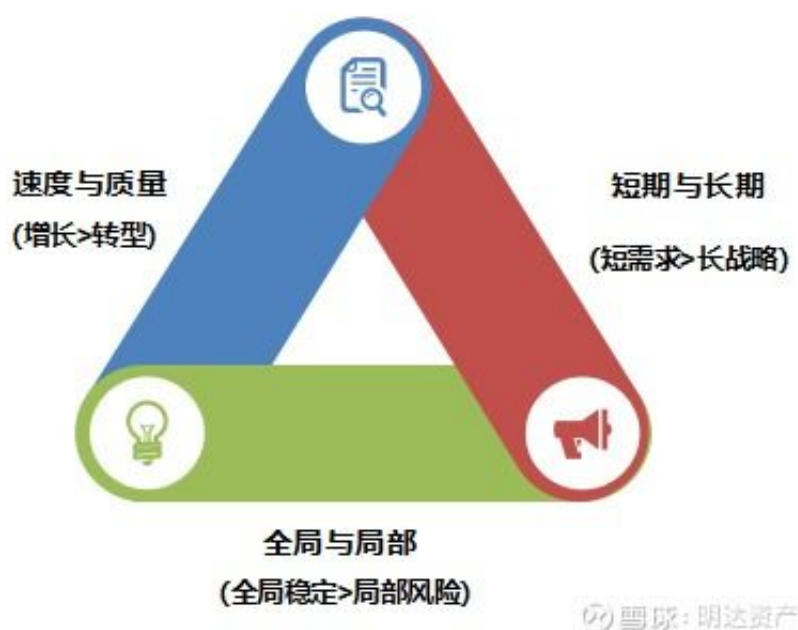 速度与质量
(增长>转型)
短期与长期
(短需求>长战略)
全局与局部
(全局稳定>局部风险)
雪球：明达资产